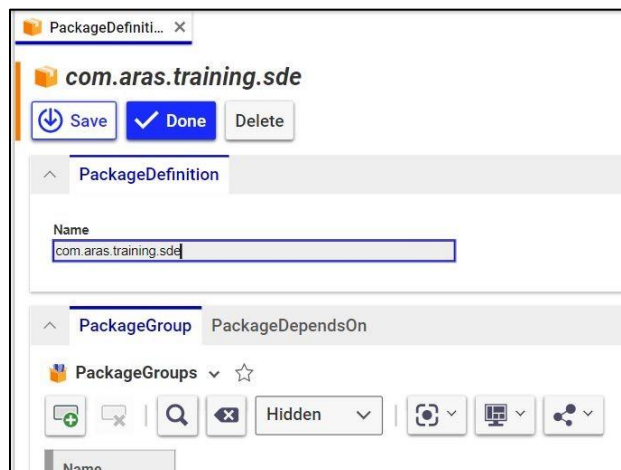 PackageDefiniti...
com.aras.training.sde
Save Done Delete
PackageDefinition
Name
com.aras.training.sde
PackageGroup PackageDependsOn
PackageGroups
Hidden
Name